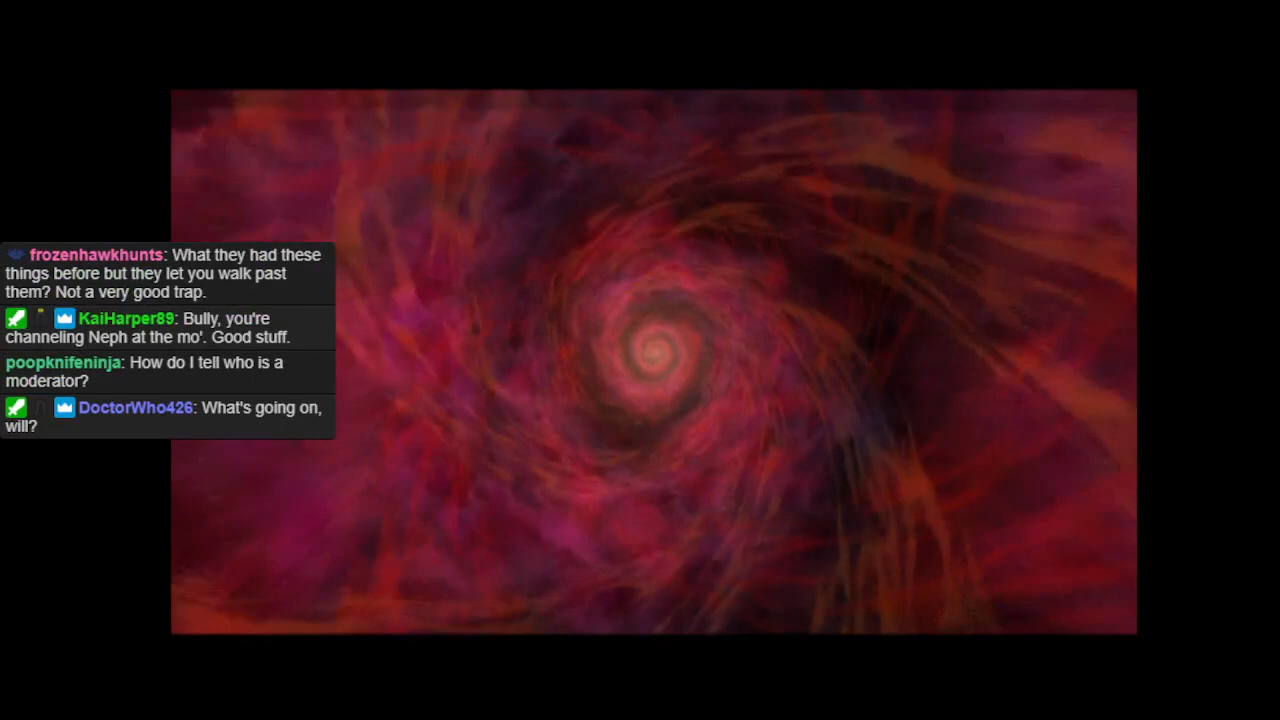 frozenhawkhunts: What they had these
things before but they let you walk past
them? Not a very good trap.
KaiHarper89: Bully, you're
channeling Neph at the mo'. Good stuff.
poopknifeninja: How do I tell who is a
moderator?
DoctorWho426: What's going on,
will?